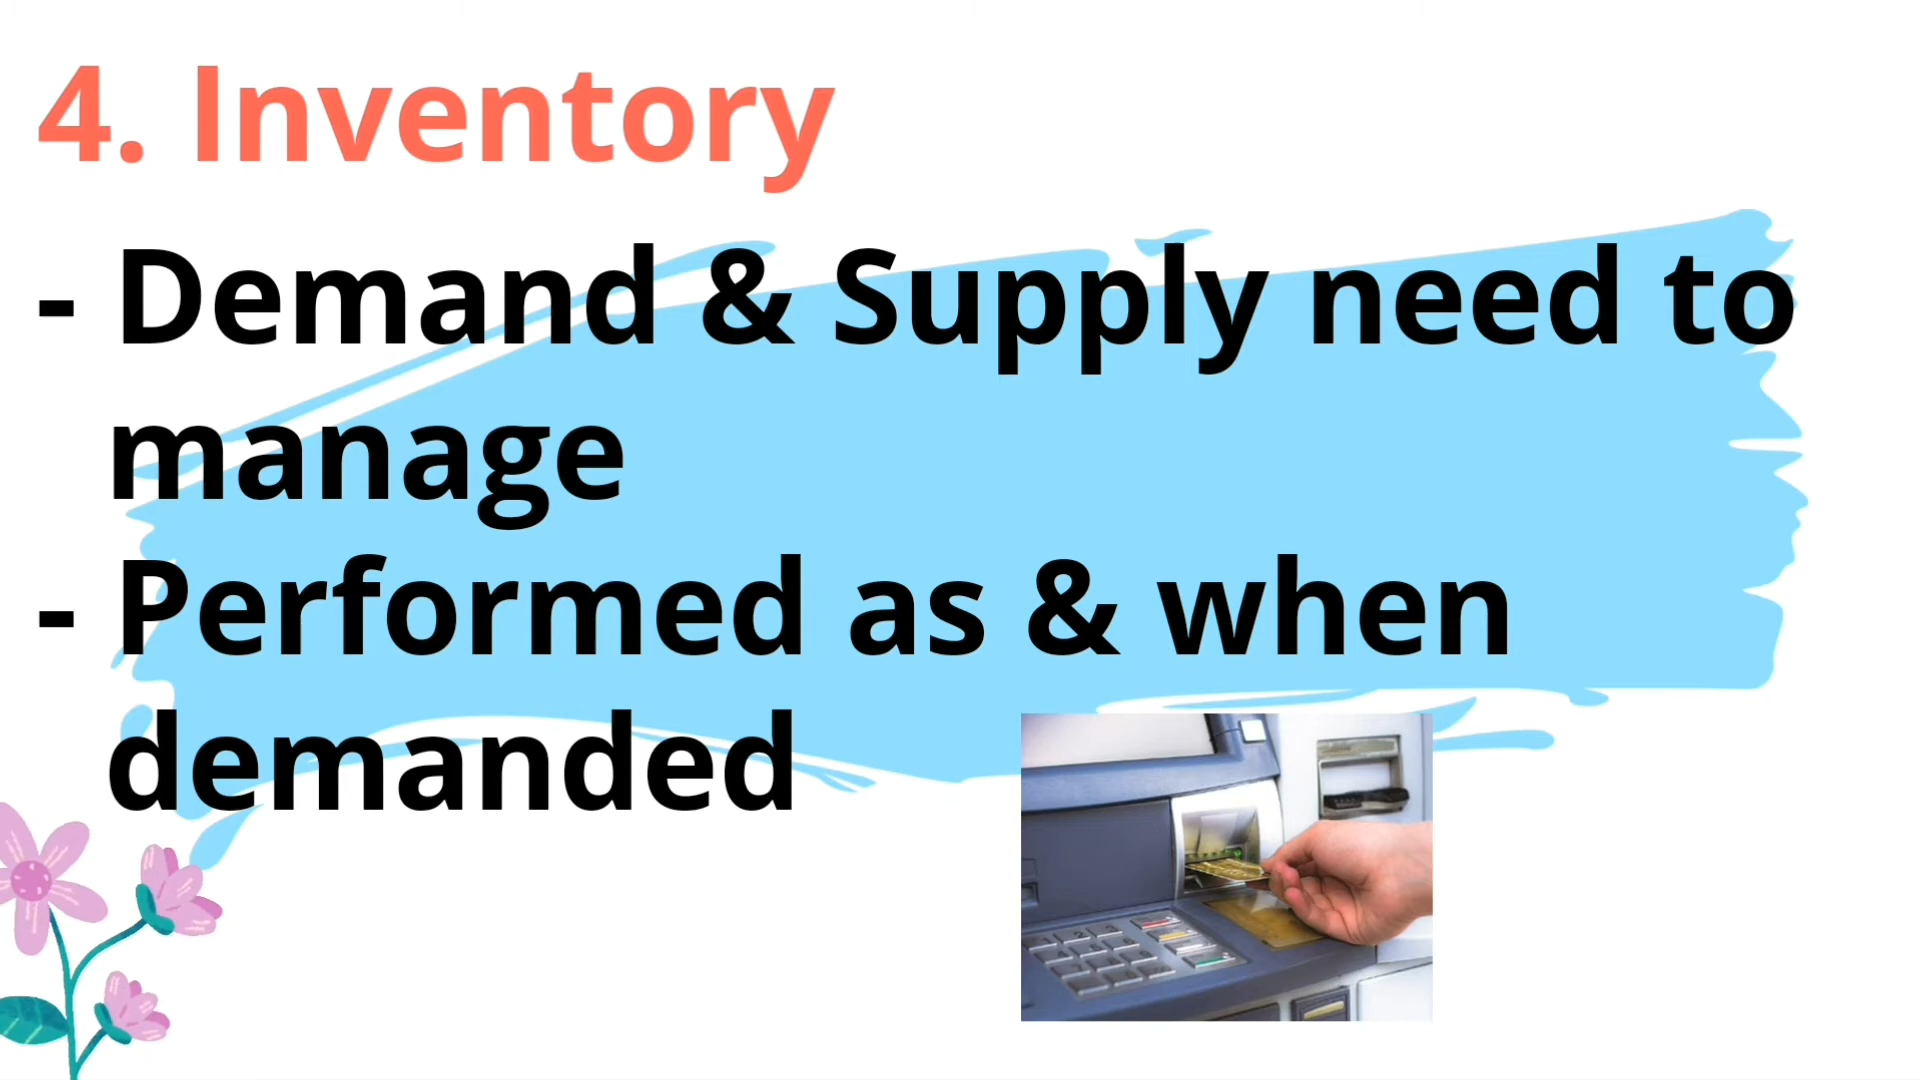 4. Inventory
- Demand & Supply need to
manage
- Performed as & when
demanded